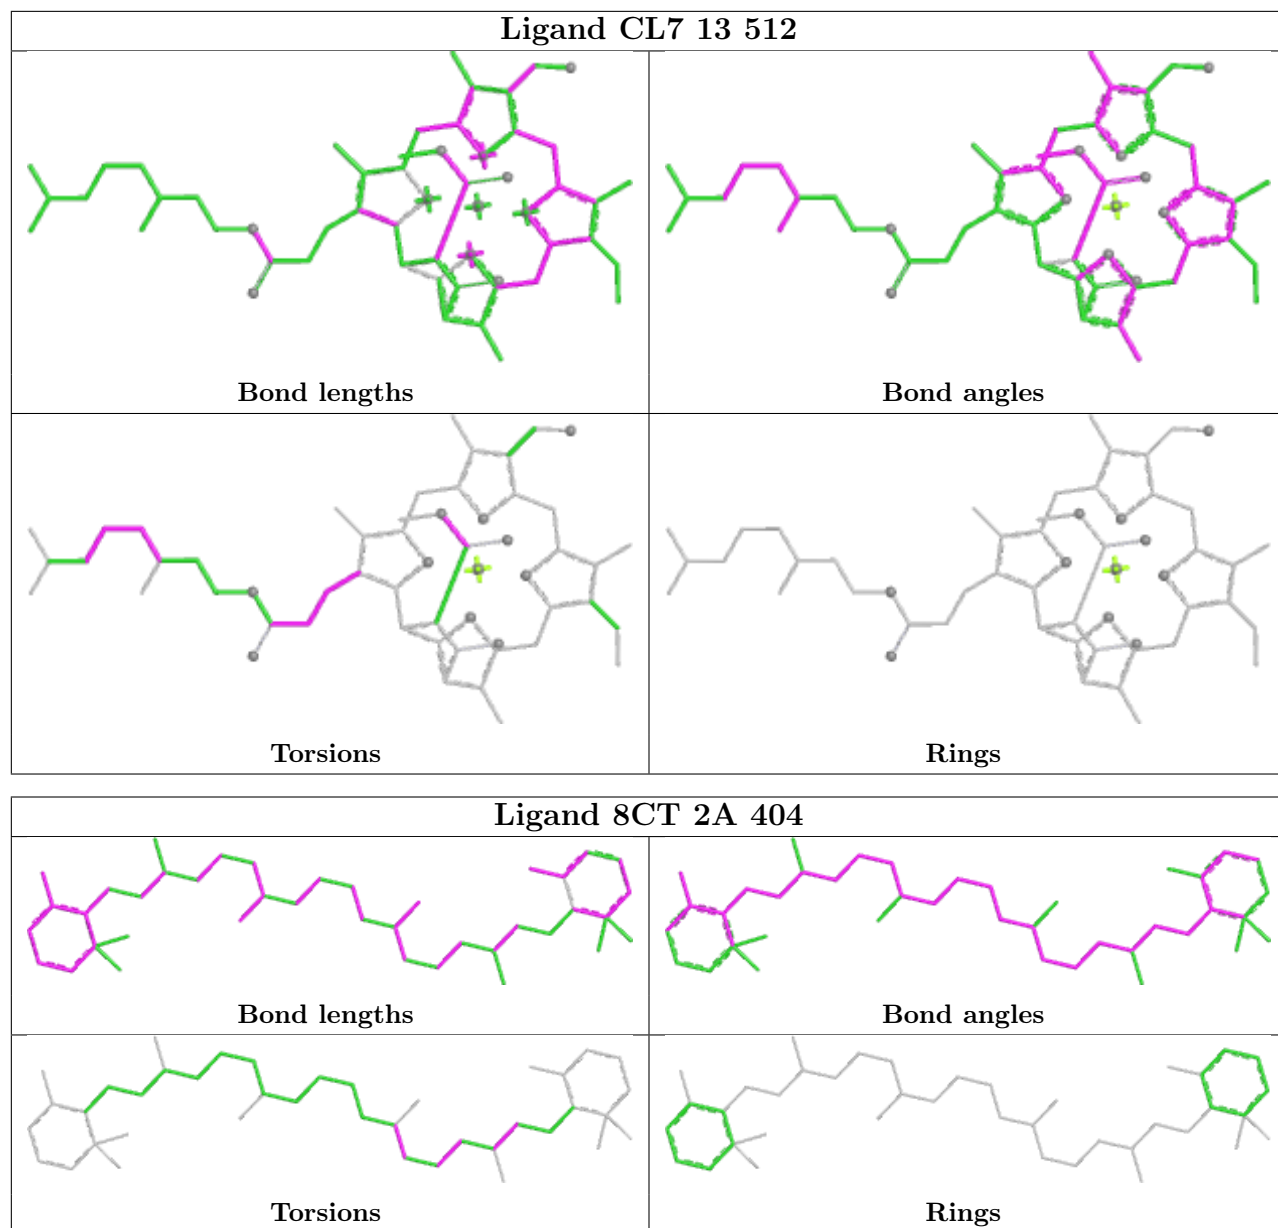 Ligand CL7 13 512
Bond lengths
Bond angles
Torsions
Rings
Ligand 8CT 2A 404
Bond lengths
Bond angles
Torsions
Rings